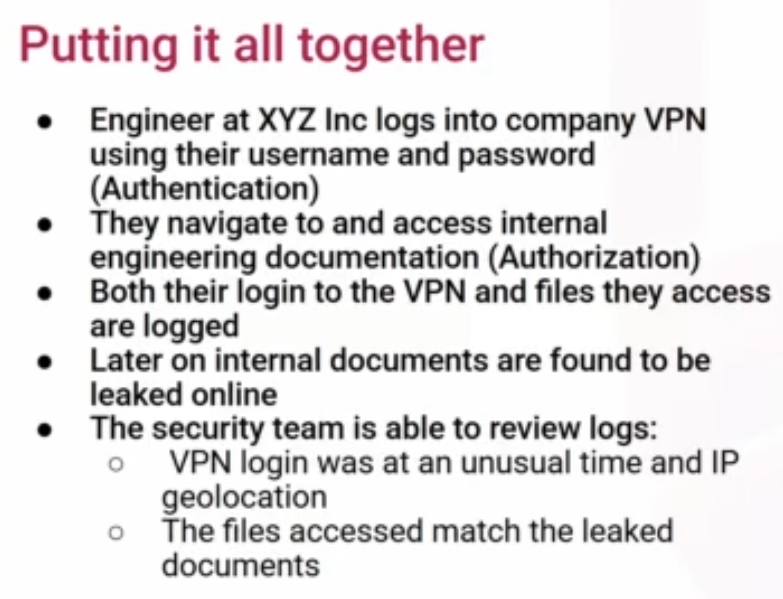 Putting it all together
● Engineer at XYZ Inc logs into company VPN
using their username and password
(Authentication)
● They navigate to and access internal
engineering documentation (Authorization)
● Both their login to the VPN and files they access
are logged
● Later on internal documents are found to be
leaked online
● The security team is able to review logs:
○ VPN login was at an unusual time and IP
geolocation
○ The files accessed match the leaked
documents